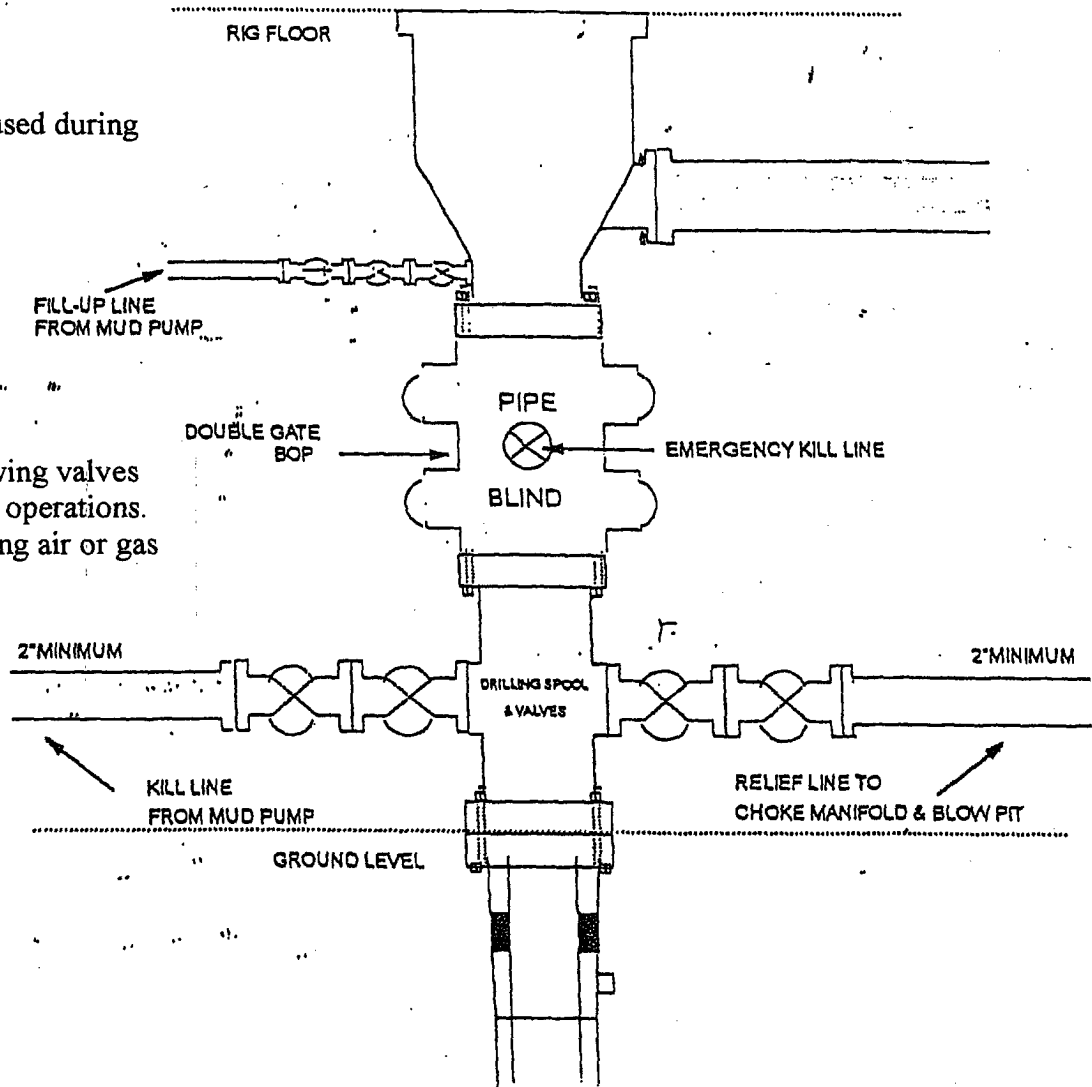 RIG FLOOR
used during
FILL-UP LINE
FROM MUD PUMP
PIPE
DOUBLE GATE
BOP
EMERGENCY KILL LINE
BLIND
wing valves
operations.
ng air or gas
2" MINIMUM
2" MINIMUM
DRILLING SPOOL
& VALVES
KILL LINE
FROM MUD PUMP
RELIEF LINE TO
CHOKE MANIFOLD & BLOW PIT
GROUND LEVEL